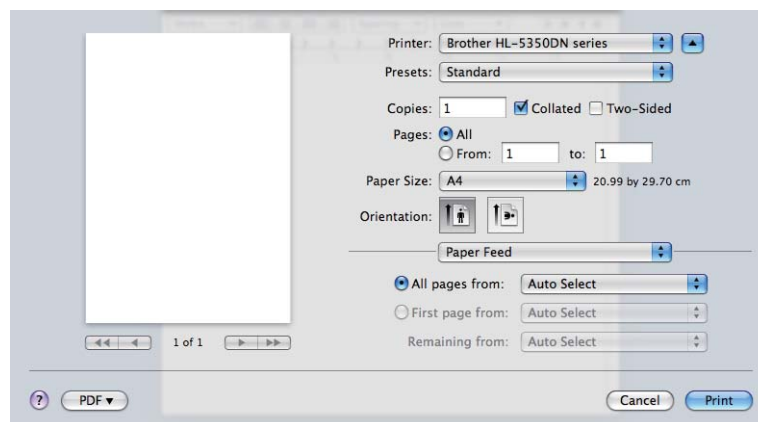 Printer: Brother HL-5350DN series
Presets: Standard
Copies: 1 Collated Two-Sided
Pages: All
From: 1 to: 1
Paper Size: A4 20.99 by 29.70 cm
Orientation:
Paper Feed
All pages from: Auto Select
First page from: Auto Select
1 of 1
Remaining from: Auto Select
? PDF Cancel Print